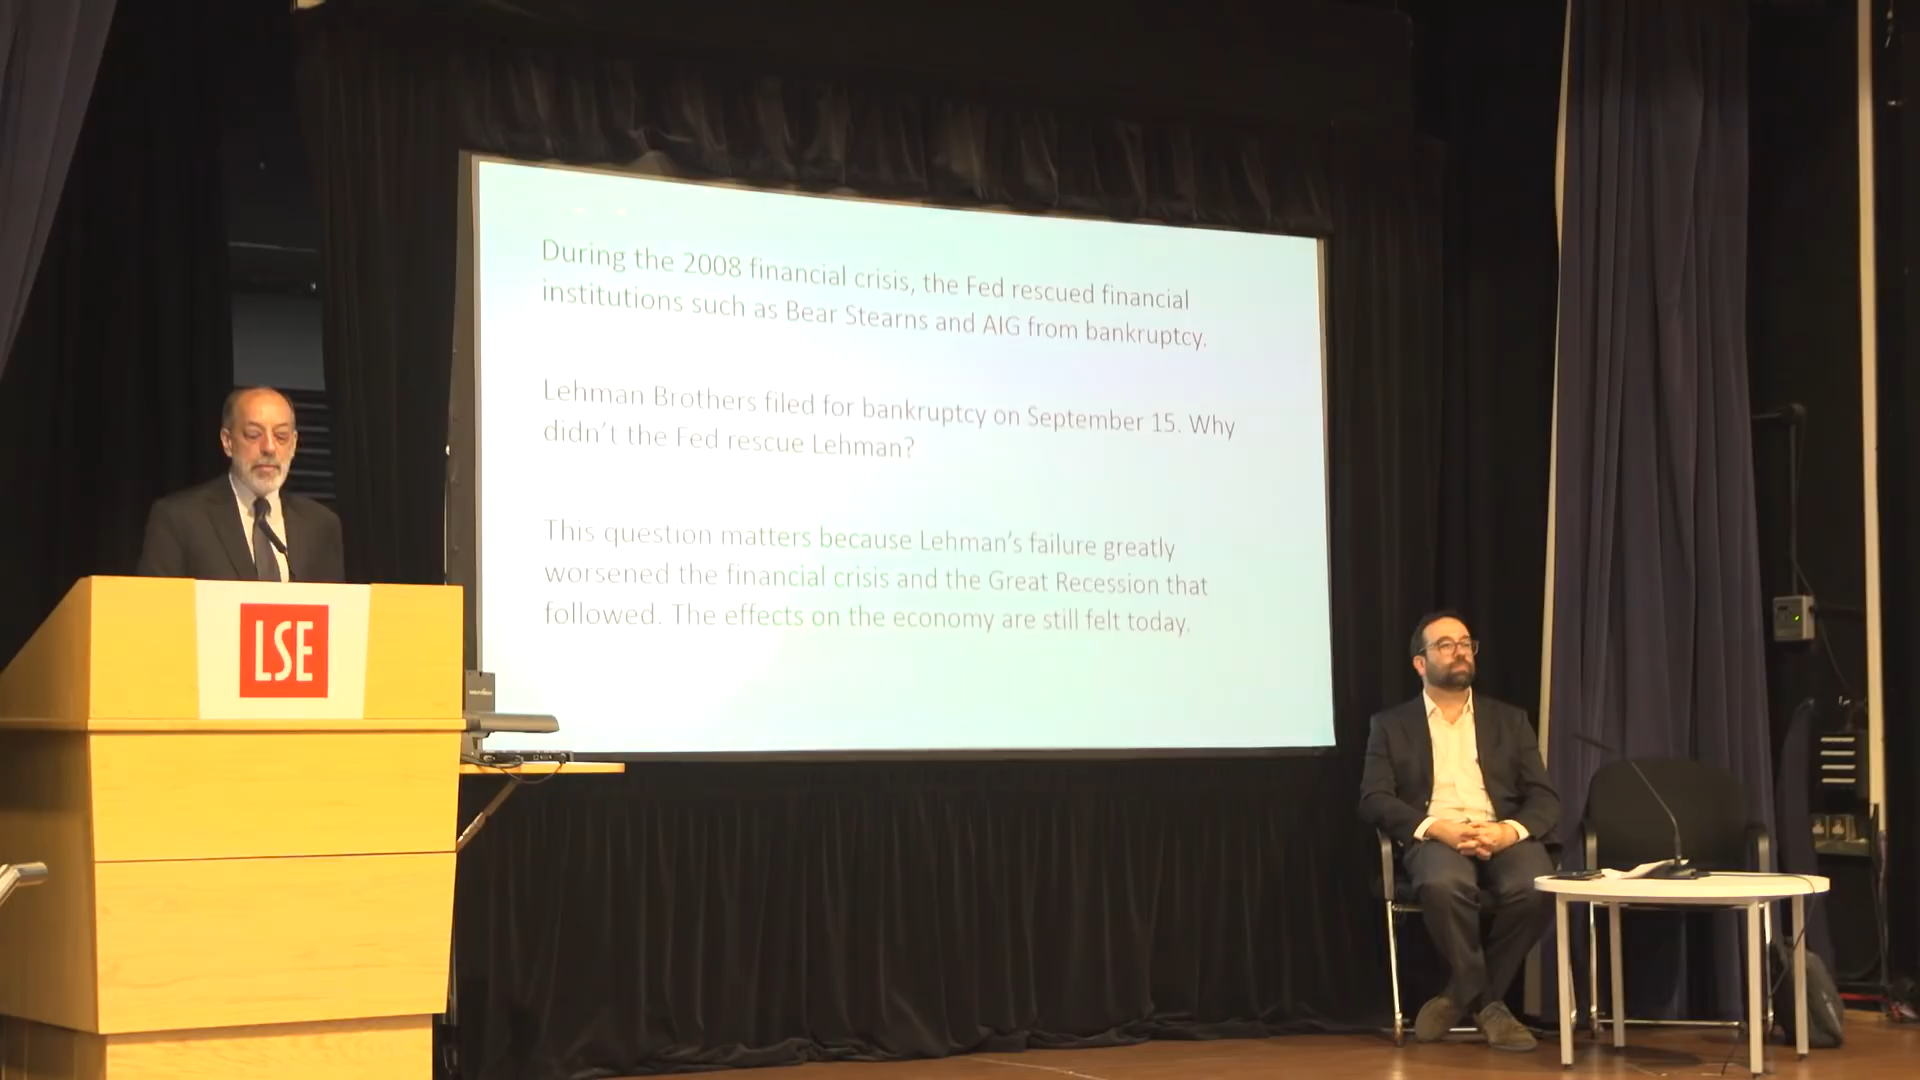 During the 2008 financial crisis, the Fed rescued financial
institutions such as Bear Stearns and AIG from bankruptcy.
Lehman Brothers filed for bankruptcy on September 15. Why
didn't the Fed rescue Lehman?
This question matters because Lehman's failure greatly
worsened the financial crisis and the Great Recession that
followed. The effects on the economy are still felt today.
LSE